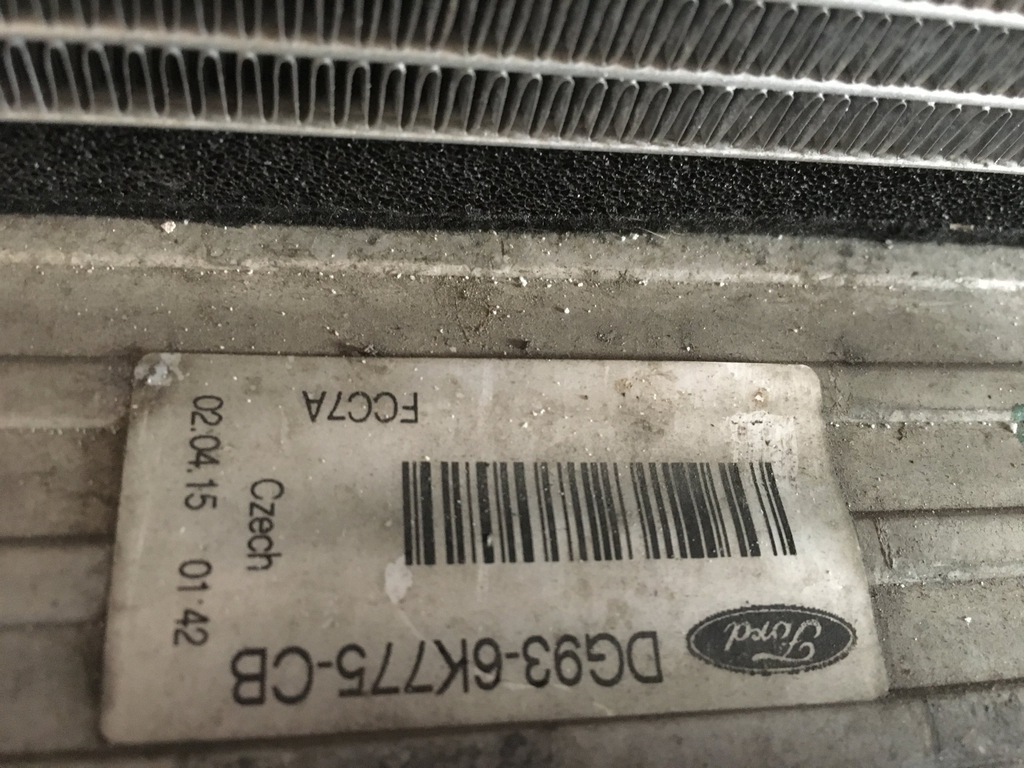 Ford DG93-6K775-CB
FCC7A
Czech
02.04.15 01:42